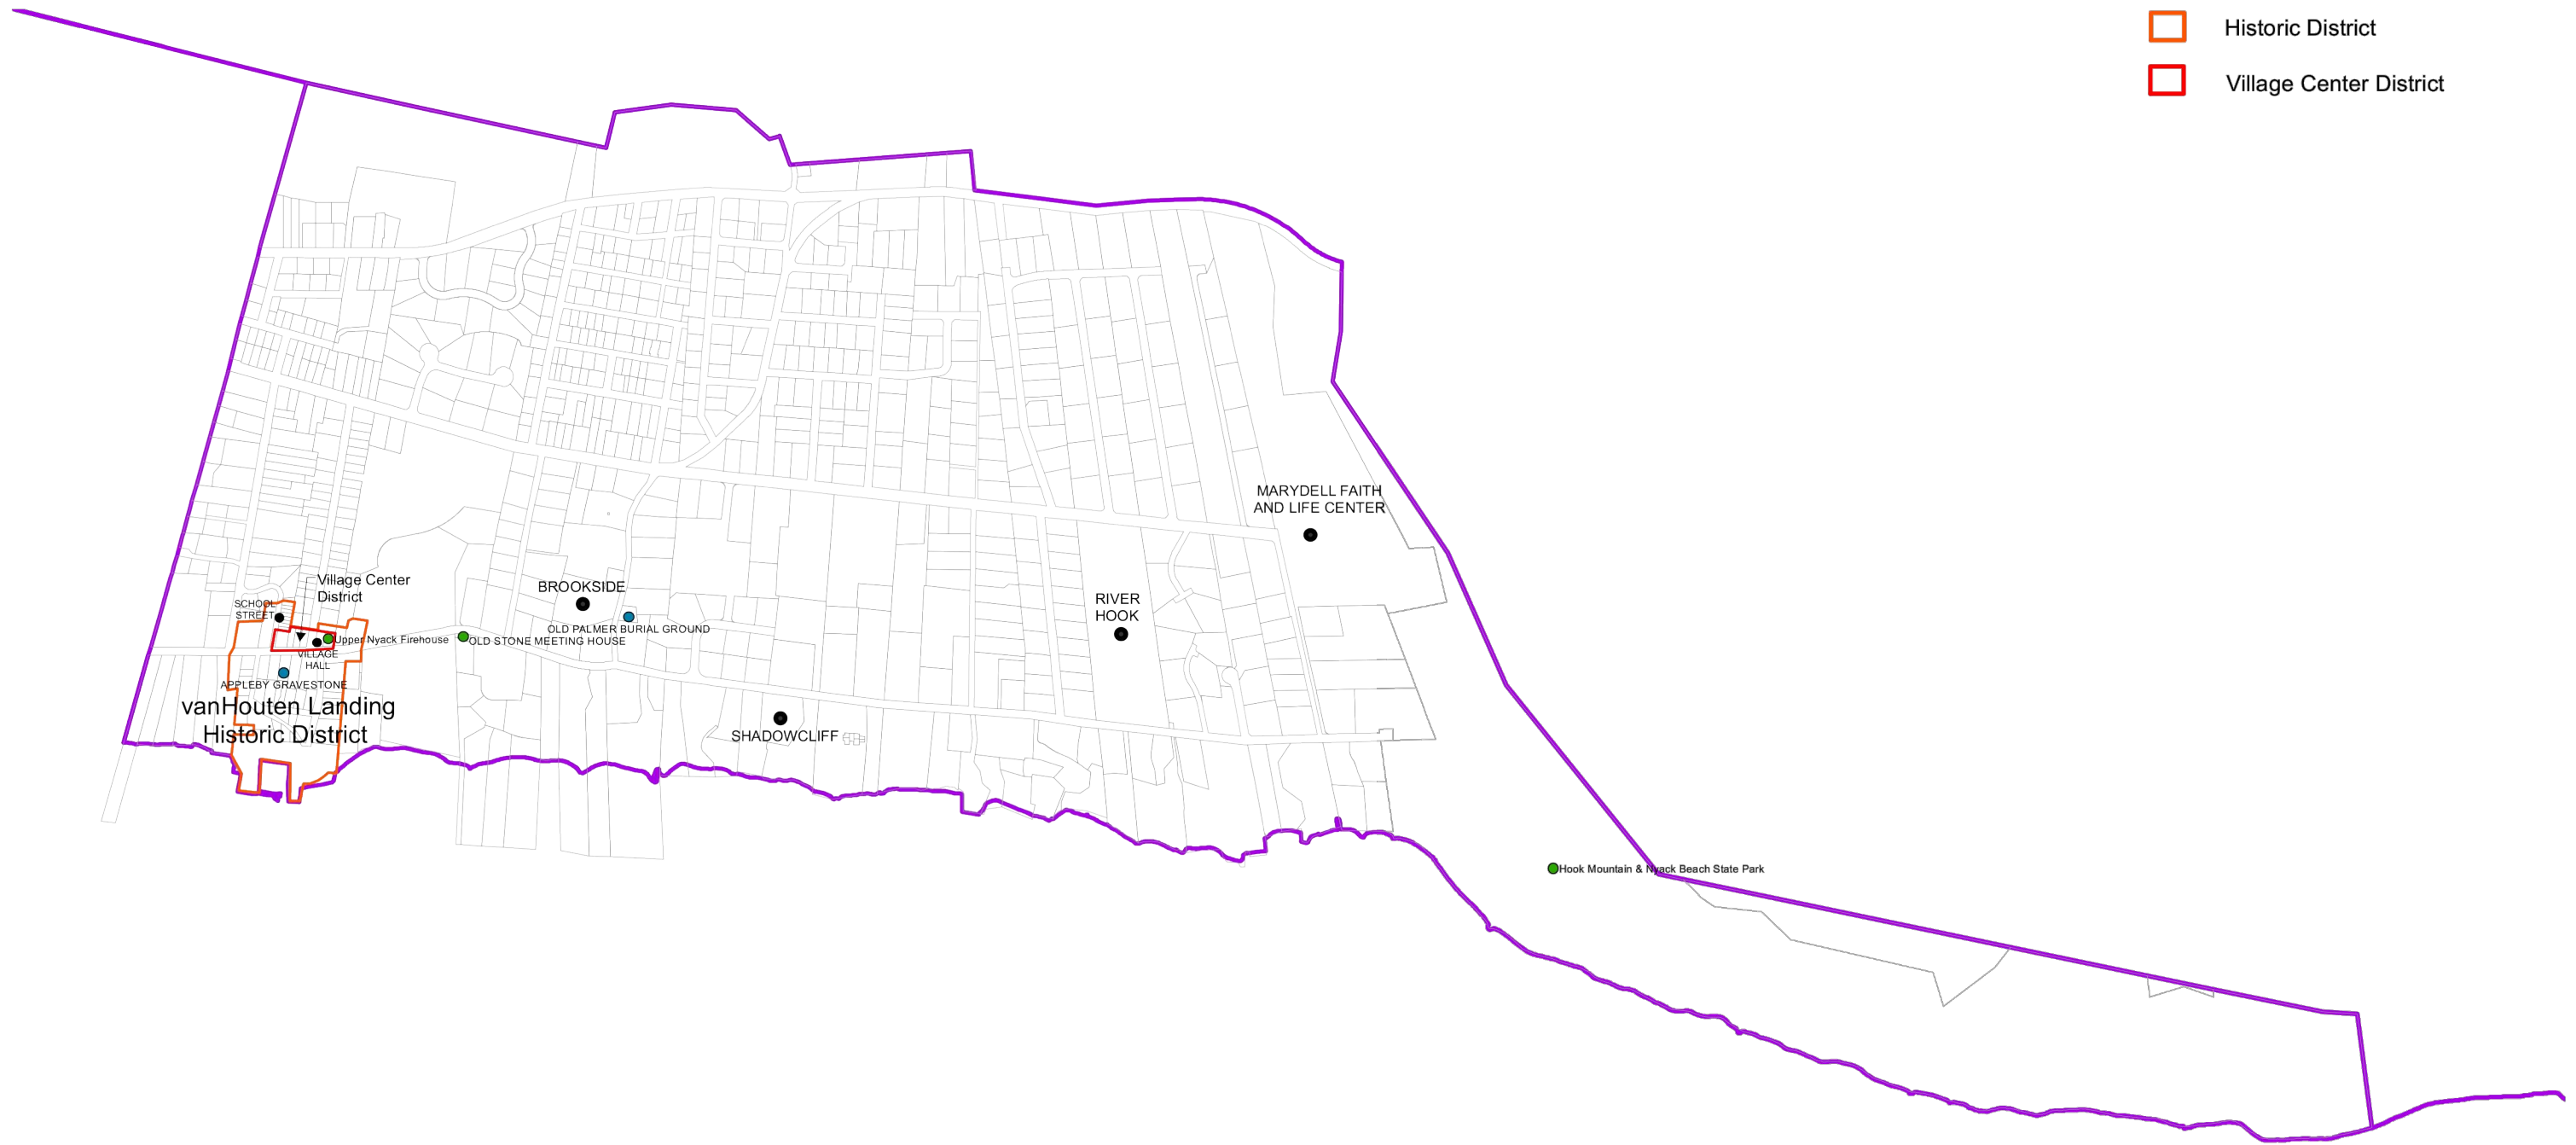 Historic District
Village Center District
MARYDELL FAITH
AND LIFE CENTER
Village Center
District
BROOKSIDE
RIVER
HOOK
SCHOOL
STREET
OLD PALMER BURIAL GROUND
Upper Nyack Firehouse
OLD STONE MEETING HOUSE
VILLAGE
HALL
APPLEBY GRAVESTONE
vanHouten Landing
Historic District
SHADOWCLIFF
Hook Mountain & Nyack Beach State Park